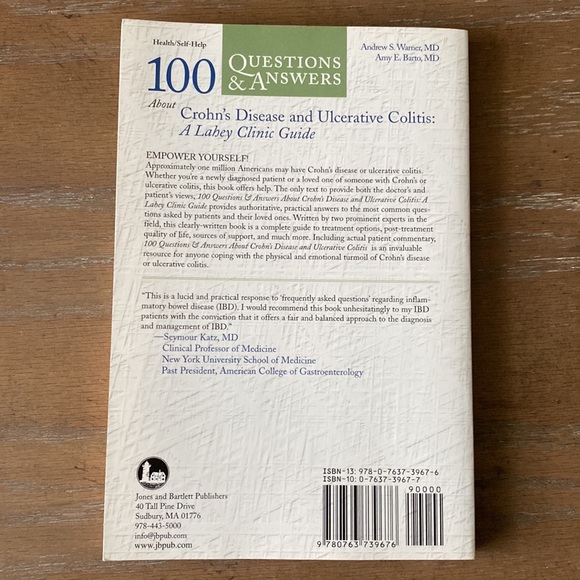 Health/Self-Help
Andrew S. Warner, MD
Amy E. Barto, MD
100 QUESTIONS
& ANSWERS
About
Crohn's Disease and Ulcerative Colitis:
A Lahey Clinic Guide
EMPOWER YOURSELF!
Approximately one million Americans may have Crohn's disease or ulcerative colitis.
Whether you're a newly diagnosed patient or a loved one of someone with Crohn's or
ulcerative colitis, this book offers help. The only text to provide both the doctor's and
patient's views, 100 Questions & Answers About Crohn's Disease and Ulcerative Colitis: A
Lahey Clinic Guide provides authoritative, practical answers to the most common ques-
tions asked by patients and their loved ones. Written by two prominent experts in the
field, this clearly-written book is a complete guide to treatment options, post-treatment
quality of life, sources of support, and much more. Including actual patient commentary,
100 Questions & Answers About Crohn's Disease and Ulcerative Colitis is an invaluable
resource for anyone coping with the physical and emotional turmoil of Crohn's disease
or ulcerative colitis.
"This is a lucid and practical response to 'frequently asked questions' regarding inflam-
matory bowel disease (IBD). I would recommend this book unhesitatingly to my IBD
patients with the conviction that it offers a fair and balanced approach to the diagnosis
and management of IBD."
—Seymour Katz, MD
Clinical Professor of Medicine
New York University School of Medicine
Past President, American College of Gastroenterology
Jones and Bartlett Publishers
40 Tall Pine Drive
Sudbury, MA 01776
978-443-5000
info@jbpub.com
www.jbpub.com
ISBN-13: 978-0-7637-3967-6
ISBN-10: 0-7637-3967-7
90000
9 780763 739676